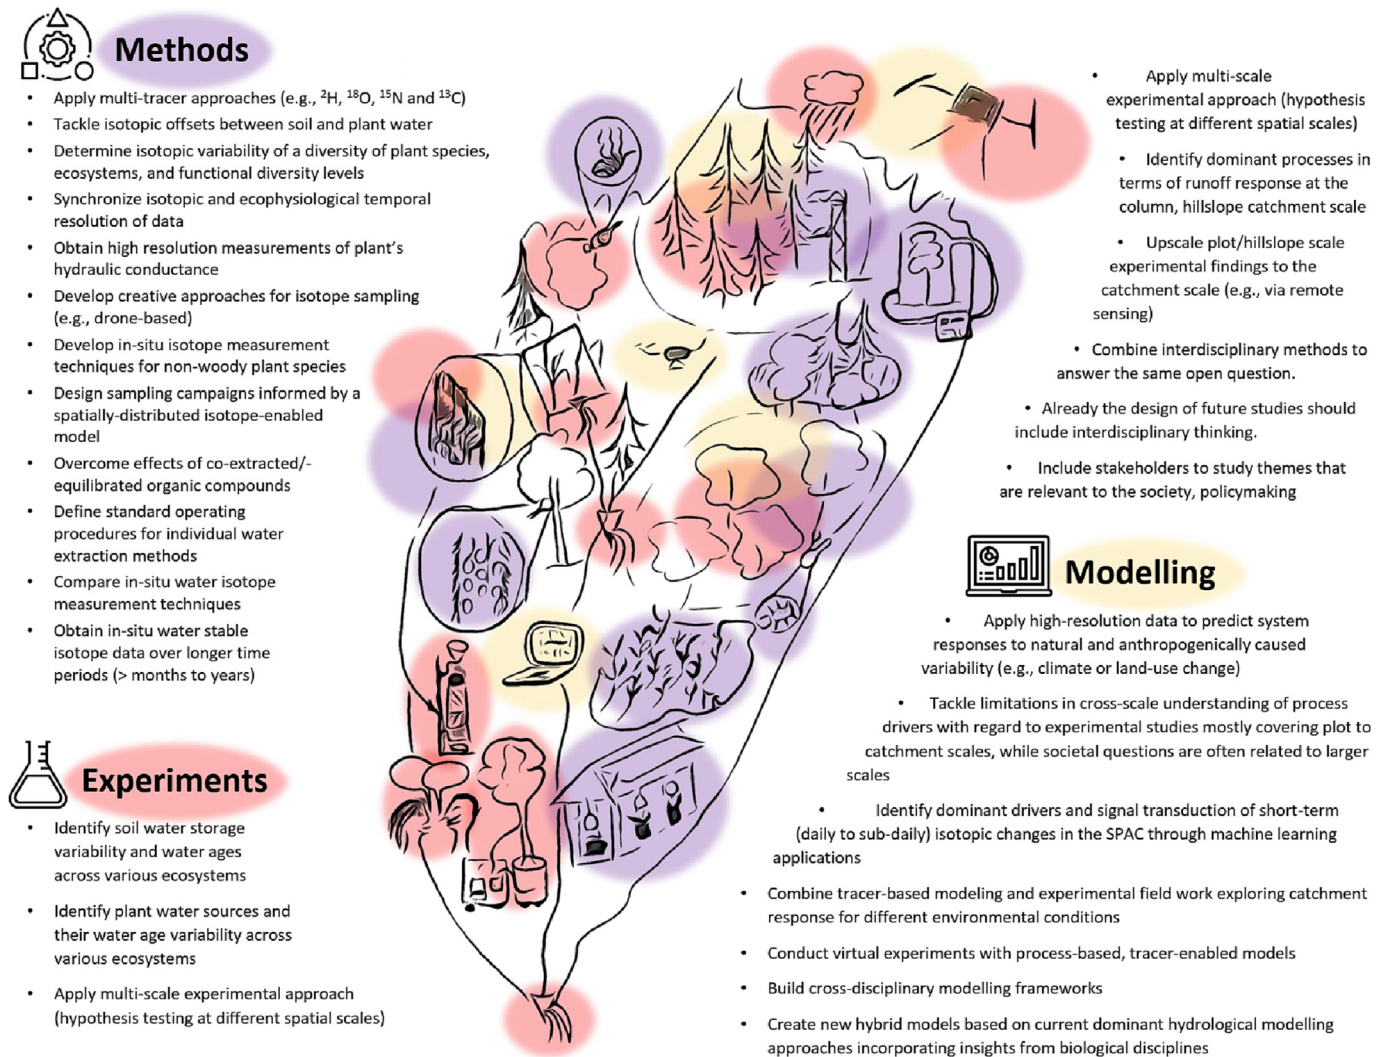 Methods
• Apply multi-tracer approaches (e.g., ²H, ¹⁸O, ¹⁵N and ¹³C)
• Tackle isotopic offsets between soil and plant water
• Determine isotopic variability of a diversity of plant species,
ecosystems, and functional diversity levels
• Synchronize isotopic and ecophysiological temporal
resolution of data
• Obtain high resolution measurements of plant's
hydraulic conductance
• Develop creative approaches for isotope sampling
(e.g., drone-based)
• Develop in-situ isotope measurement
techniques for non-woody plant species
• Design sampling campaigns informed by a
spatially-distributed isotope-enabled
model
• Overcome effects of co-extracted/-
equilibrated organic compounds
• Define standard operating
procedures for individual water
extraction methods
• Compare in-situ water isotope
measurement techniques
• Obtain in-situ water stable
isotope data over longer time
periods (> months to years)
Experiments
• Identify soil water storage
variability and water ages
across various ecosystems
• Identify plant water sources and
their water age variability across
various ecosystems
• Apply multi-scale experimental approach
(hypothesis testing at different spatial scales)
• Apply multi-scale
experimental approach (hypothesis
testing at different spatial scales)
• Identify dominant processes in
terms of runoff response at the
column, hillslope catchment scale
• Upscale plot/hillslope scale
experimental findings to the
catchment scale (e.g., via remote
sensing)
• Combine interdisciplinary methods to
answer the same open question.
• Already the design of future studies should
include interdisciplinary thinking.
• Include stakeholders to study themes that
are relevant to the society, policymaking
Modelling
• Apply high-resolution data to predict system
responses to natural and anthropogenically caused
variability (e.g., climate or land-use change)
• Tackle limitations in cross-scale understanding of process
drivers with regard to experimental studies mostly covering plot to
catchment scales, while societal questions are often related to larger
scales
• Identify dominant drivers and signal transduction of short-term
(daily to sub-daily) isotopic changes in the SPAC through machine learning
applications
• Combine tracer-based modeling and experimental field work exploring catchment
response for different environmental conditions
• Conduct virtual experiments with process-based, tracer-enabled models
• Build cross-disciplinary modelling frameworks
• Create new hybrid models based on current dominant hydrological modelling
approaches incorporating insights from biological disciplines